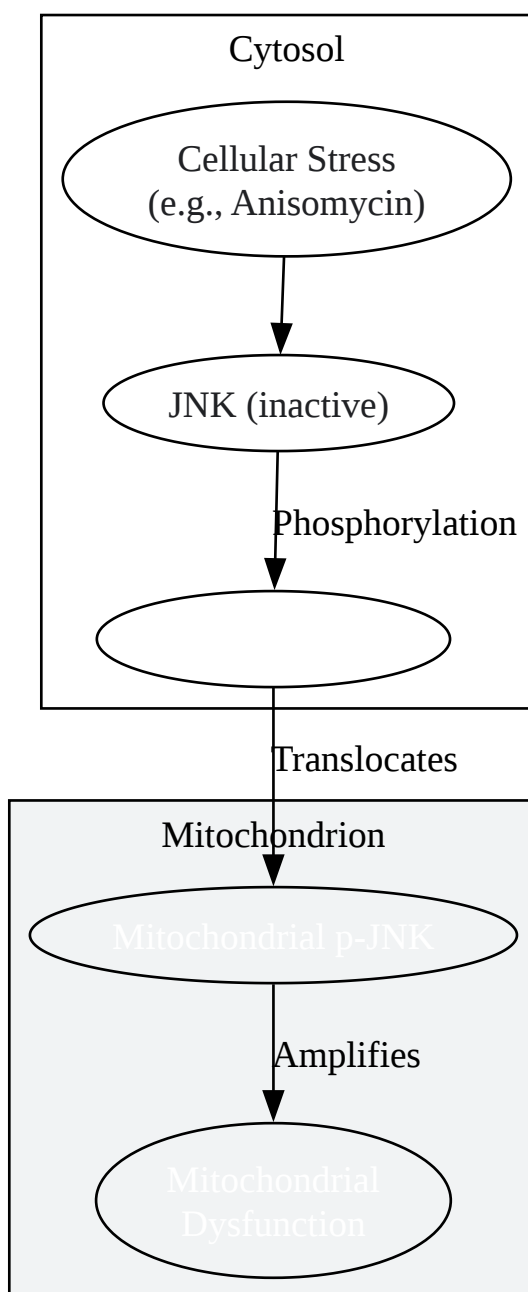 Cytosol
Cellular Stress
(e.g., Anisomycin)
JNK (inactive)
Phosphorylation
Translocates
Mitochondrion
Mitochondrial p-JNK
Amplifies
Mitochondrial
Dysfunction